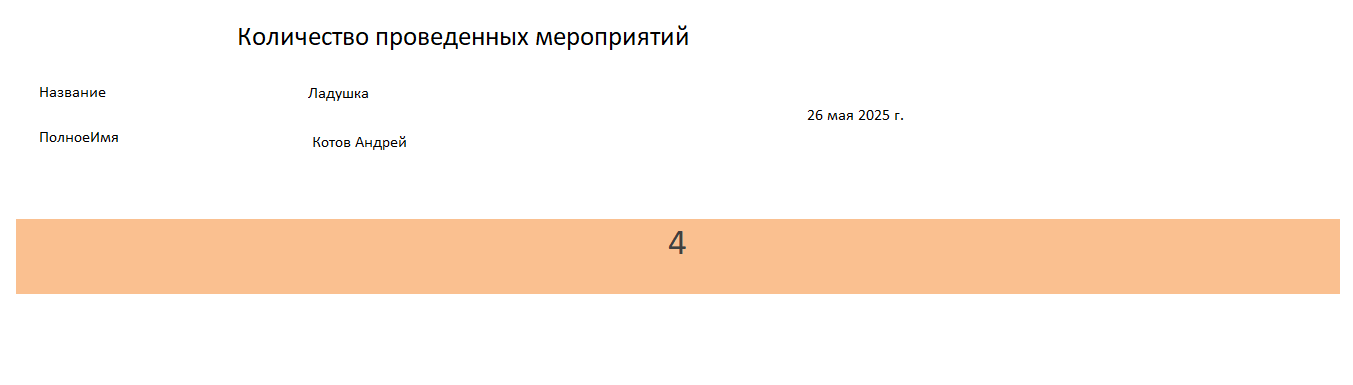 Количество проведенных мероприятий
Название Ладушка
26 мая 2025 г.
ПолноеИмя Котов Андрей
4